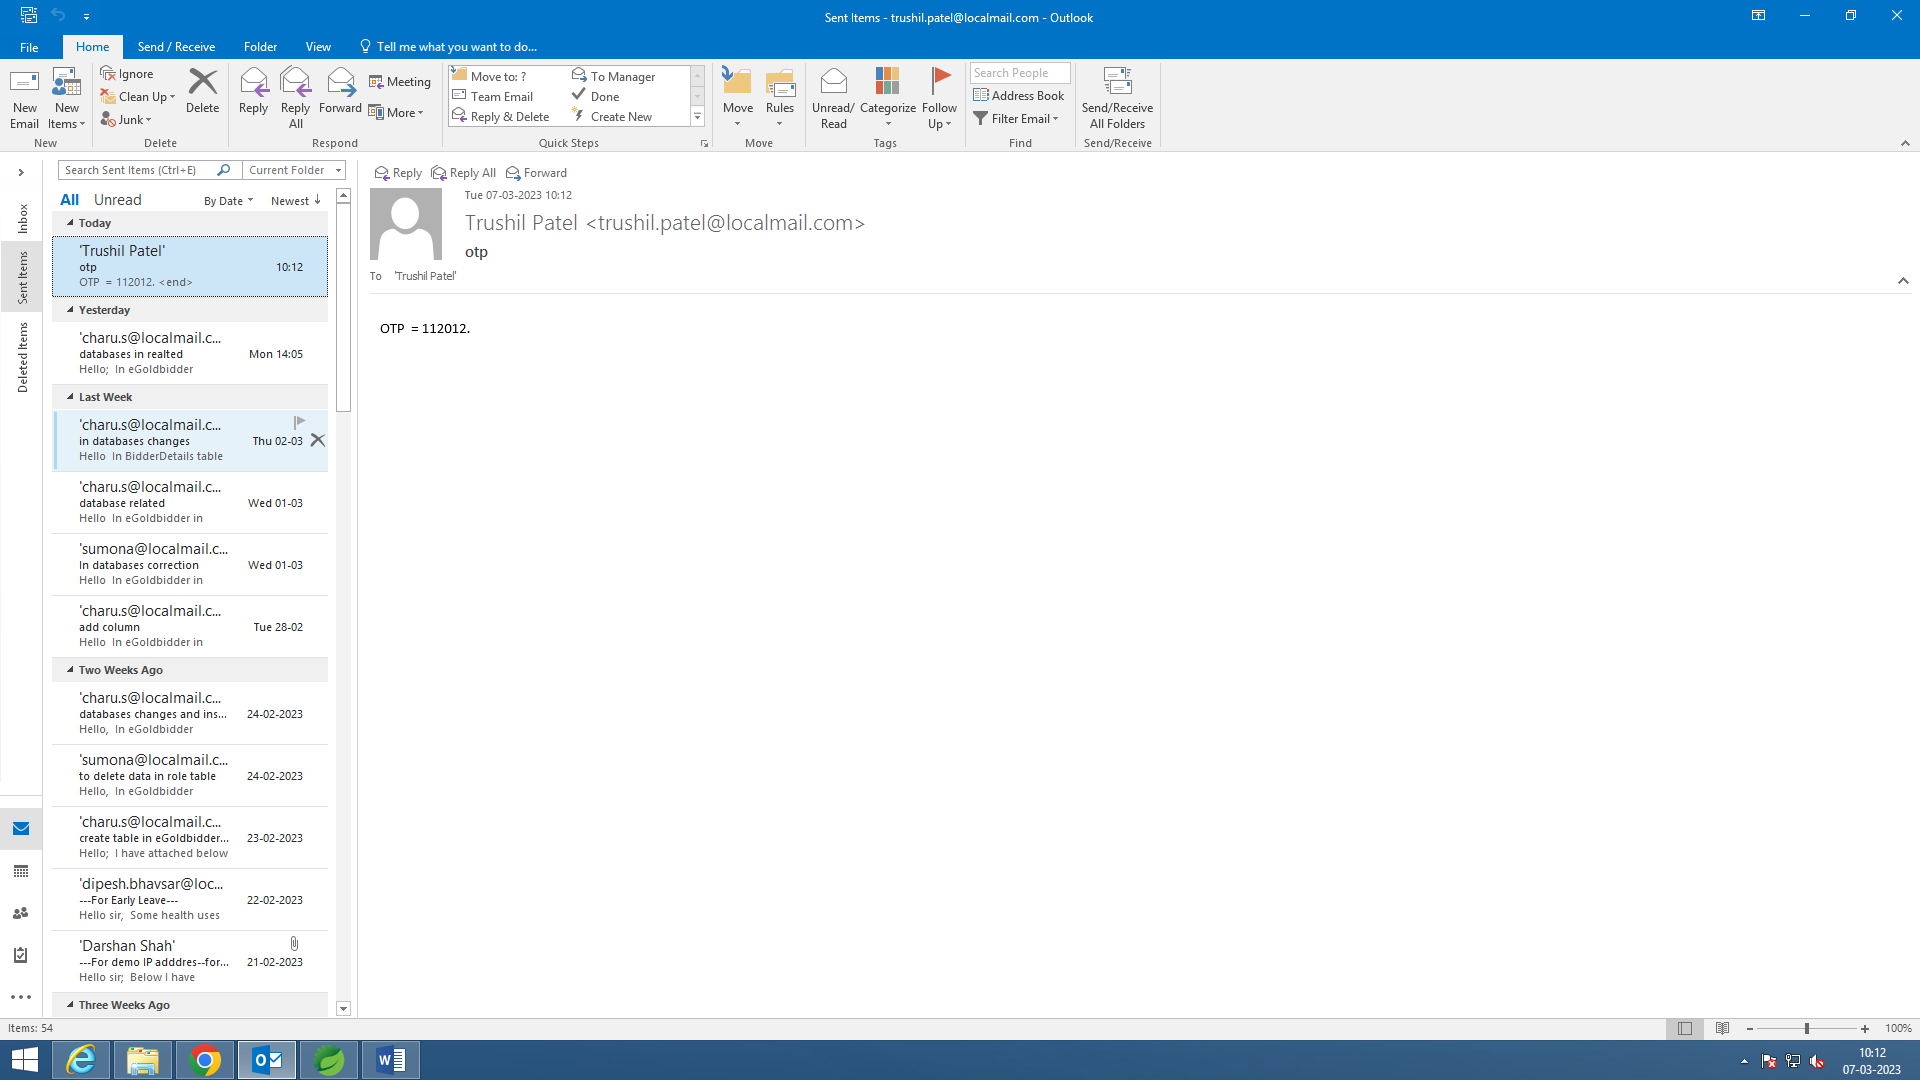 Sent Items - trushil.patel@localmail.com - Outlook
File
Home
Send / Receive
Folder
View
Tell me what you want to do...
New Email
New Items
New
Ignore
Clean Up
Junk
Delete
Delete
Reply
Reply All
Forward
Meeting
More
Respond
Move to: ?
Team Email
Reply & Delete
To Manager
Done
Create New
Quick Steps
Move
Rules
Move
Unread/ Read
Categorize
Follow Up
Tags
Search People
Address Book
Filter Email
Find
Send/Receive All Folders
Send/Receive
Inbox
Sent Items
Deleted Items
Search Sent Items (Ctrl+E)
Current Folder
All
Unread
By Date
Newest
Today
'Trushil Patel'
otp 10:12
OTP = 112012. <end>
Yesterday
'charu.s@localmail.c...
databases in realted Mon 14:05
Hello; In eGoldbidder
Last Week
'charu.s@localmail.c...
in databases changes Thu 02-03
Hello In BidderDetails table
'charu.s@localmail.c...
database related Wed 01-03
Hello In eGoldbidder in
'sumona@localmail.c...
In databases correction Wed 01-03
Hello In eGoldbidder in
'charu.s@localmail.c...
add column Tue 28-02
Hello In eGoldbidder in
Two Weeks Ago
'charu.s@localmail.c...
databases changes and ins... 24-02-2023
Hello, In eGoldbidder
'sumona@localmail.c...
to delete data in role table 24-02-2023
Hello, In eGoldbidder
'charu.s@localmail.c...
create table in eGoldbidder... 23-02-2023
Hello; I have attached below
'dipesh.bhavsar@loc...
---For Early Leave--- 22-02-2023
Hello sir, Some health uses
'Darshan Shah'
---For demo IP adddres--for... 21-02-2023
Hello sir; Below I have
Three Weeks Ago
Reply
Reply All
Forward
Tue 07-03-2023 10:12
Trushil Patel <trushil.patel@localmail.com>
otp
To 'Trushil Patel'
OTP = 112012.
Items: 54
100%
10:12
07-03-2023